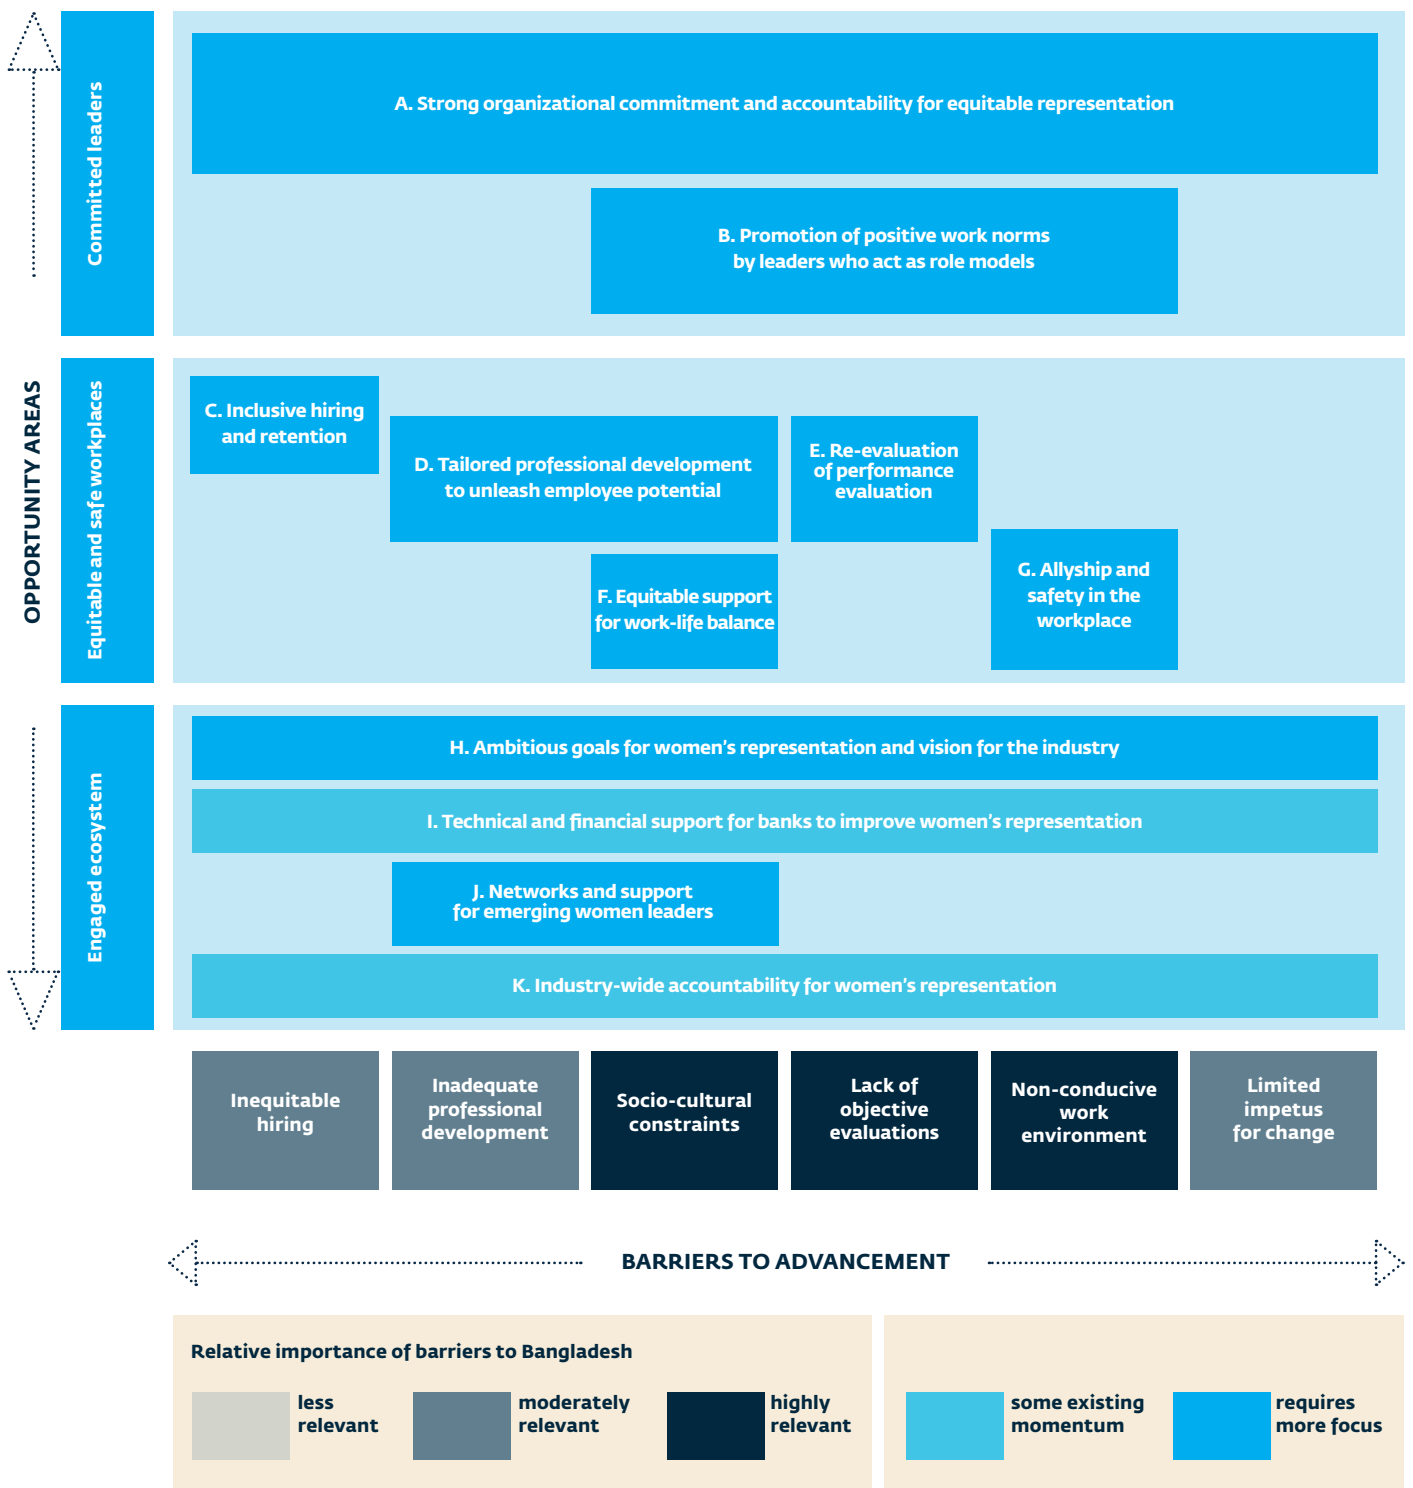 OPPORTUNITY AREAS
Committed leaders
A. Strong organizational commitment and accountability for equitable representation
B. Promotion of positive work norms
by leaders who act as role models
Equitable and safe workplaces
C. Inclusive hiring
and retention
D. Tailored professional development
to unleash employee potential
E. Re-evaluation
of performance
evaluation
F. Equitable support
for work-life balance
G. Allyship and
safety in the
workplace
Engaged ecosystem
H. Ambitious goals for women’s representation and vision for the industry
I. Technical and financial support for banks to improve women’s representation
J. Networks and support
for emerging women leaders
K. Industry-wide accountability for women’s representation
Inequitable
hiring
Inadequate
professional
development
Socio-cultural
constraints
Lack of
objective
evaluations
Non-conducive
work
environment
Limited
impetus
for change
BARRIERS TO ADVANCEMENT
Relative importance of barriers to Bangladesh
less
relevant
moderately
relevant
highly
relevant
some existing
momentum
requires
more focus